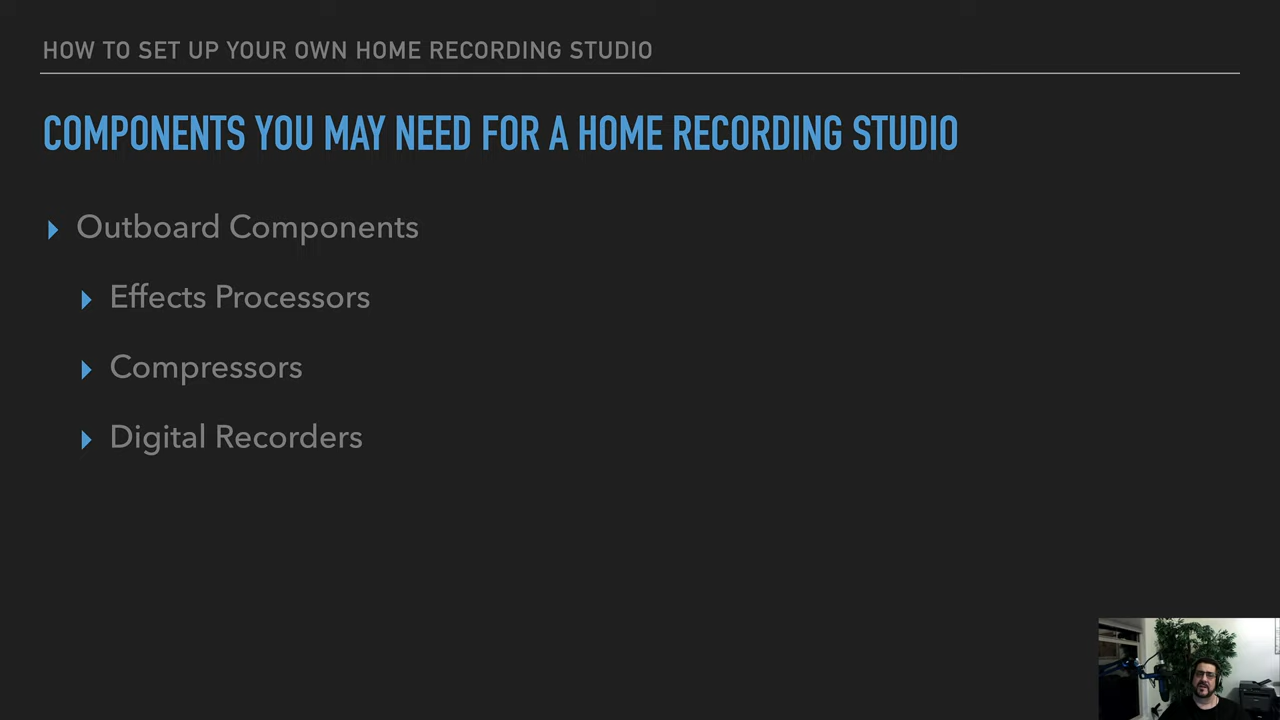 HOW TO SET UP YOUR OWN HOME RECORDING STUDIO
COMPONENTS YOU MAY NEED FOR A HOME RECORDING STUDIO
Outboard Components
Effects Processors
Compressors
Digital Recorders